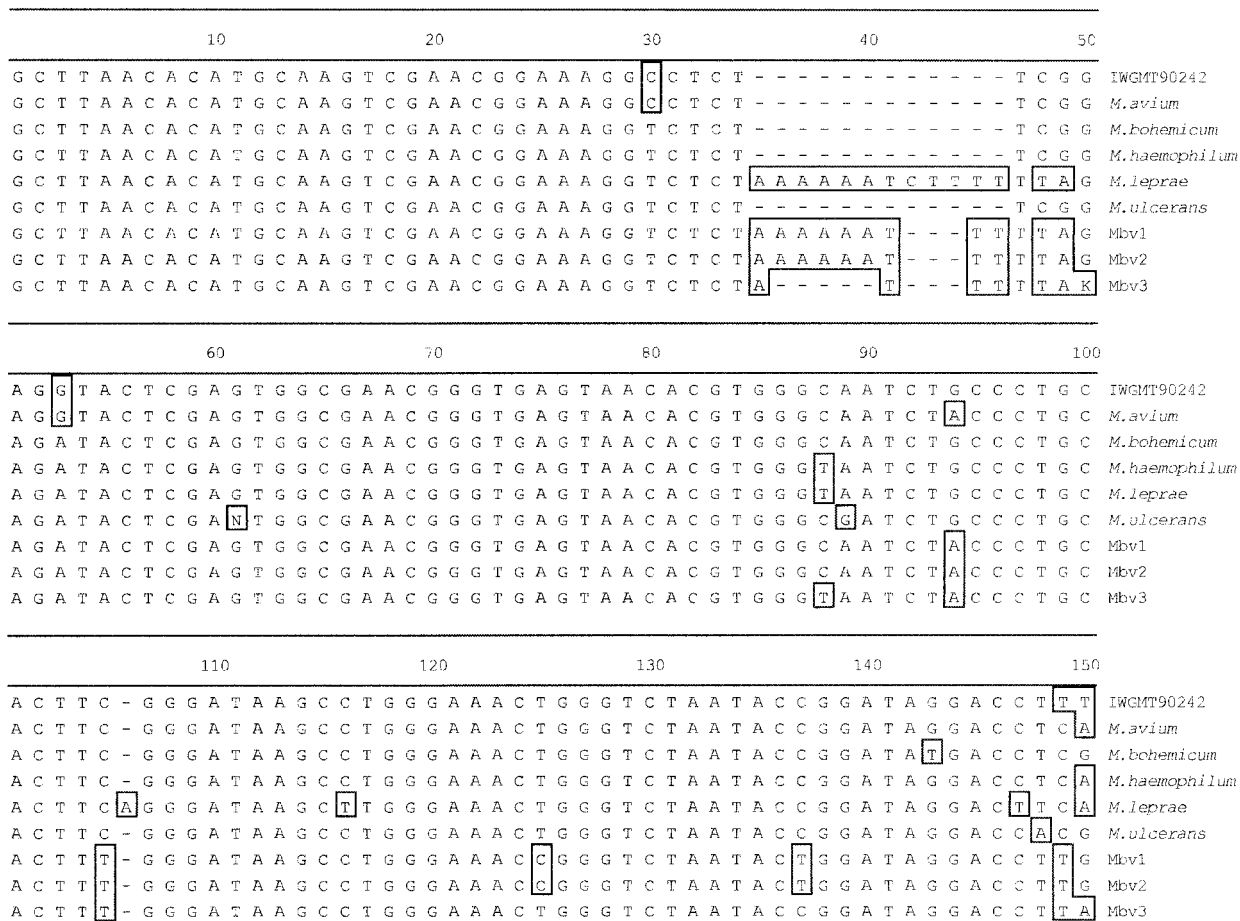 10 20 30 40 50
G C T T A A C A C A T G C A A G T C G A A C G G A A A G G C C T C T - - - - - - - - - - - - T C G G IWGMT90242
G C T T A A C A C A T G C A A G T C G A A C G G A A A G G C C T C T - - - - - - - - - - - - T C G G M.avium
G C T T A A C A C A T G C A A G T C G A A C G G A A A G G T C T C T - - - - - - - - - - - - T C G G M.bohemicum
G C T T A A C A C A T G C A A G T C G A A C G G A A A G G T C T C T - - - - - - - - - - - - T C G G M.haemophilum
G C T T A A C A C A T G C A A G T C G A A C G G A A A G G T C T C T A A A A A A T C T T T T T T A G M.leprae
G C T T A A C A C A T G C A A G T C G A A C G G A A A G G T C T C T - - - - - - - - - - - - T C G G M.ulcerans
G C T T A A C A C A T G C A A G T C G A A C G G A A A G G T C T C T A A A A A A T - - - T T T T A G Mbv1
G C T T A A C A C A T G C A A G T C G A A C G G A A A G G T C T C T A A A A A A T - - - T T T T A G Mbv2
G C T T A A C A C A T G C A A G T C G A A C G G A A A G G T C T C T A - - - - - T - - - T T T T A K Mbv3
60 70 80 90 100
A G G T A C T C G A G T G G C G A A C G G G T G A G T A A C A C G T G G G C A A T C T G C C C T G C IWGMT90242
A G G T A C T C G A G T G G C G A A C G G G T G A G T A A C A C G T G G G C A A T C T A C C C T G C M.avium
A G A T A C T C G A G T G G C G A A C G G G T G A G T A A C A C G T G G G C A A T C T G C C C T G C M.bohemicum
A G A T A C T C G A G T G G C G A A C G G G T G A G T A A C A C G T G G G T A A T C T G C C C T G C M.haemophilum
A G A T A C T C G A G T G G C G A A C G G G T G A G T A A C A C G T G G G T A A T C T G C C C T G C M.leprae
A G A T A C T C G A N T G G C G A A C G G G T G A G T A A C A C G T G G G C G A T C T G C C C T G C M.ulcerans
A G A T A C T C G A G T G G C G A A C G G G T G A G T A A C A C G T G G G C A A T C T A C C C T G C Mbv1
A G A T A C T C G A G T G G C G A A C G G G T G A G T A A C A C G T G G G C A A T C T A C C C T G C Mbv2
A G A T A C T C G A G T G G C G A A C G G G T G A G T A A C A C G T G G G T A A T C T A C C C T G C Mbv3
110 120 130 140 150
A C T T C - G G G A T A A G C C T G G G A A A C T G G G T C T A A T A C C G G A T A G G A C C T T T IWGMT90242
A C T T C - G G G A T A A G C C T G G G A A A C T G G G T C T A A T A C C G G A T A G G A C C T C A M.avium
A C T T C - G G G A T A A G C C T G G G A A A C T G G G T C T A A T A C C G G A T A T G A C C T C G M.bohemicum
A C T T C - G G G A T A A G C C T G G G A A A C T G G G T C T A A T A C C G G A T A G G A C C T C A M.haemophilum
A C T T C A G G G A T A A G C T T G G G A A A C T G G G T C T A A T A C C G G A T A G G A C T T C A M.leprae
A C T T C - G G G A T A A G C C T G G G A A A C T G G G T C T A A T A C C G G A T A G G A C C A C G M.ulcerans
A C T T T - G G G A T A A G C C T G G G A A A C C G G G T C T A A T A C T G G A T A G G A C C T T G Mbv1
A C T T T - G G G A T A A G C C T G G G A A A C C G G G T C T A A T A C T G G A T A G G A C C T T G Mbv2
A C T T T - G G G A T A A G C C T G G G A A A C T G G G T C T A A T A C C G G A T A G G A C C T T A Mbv3